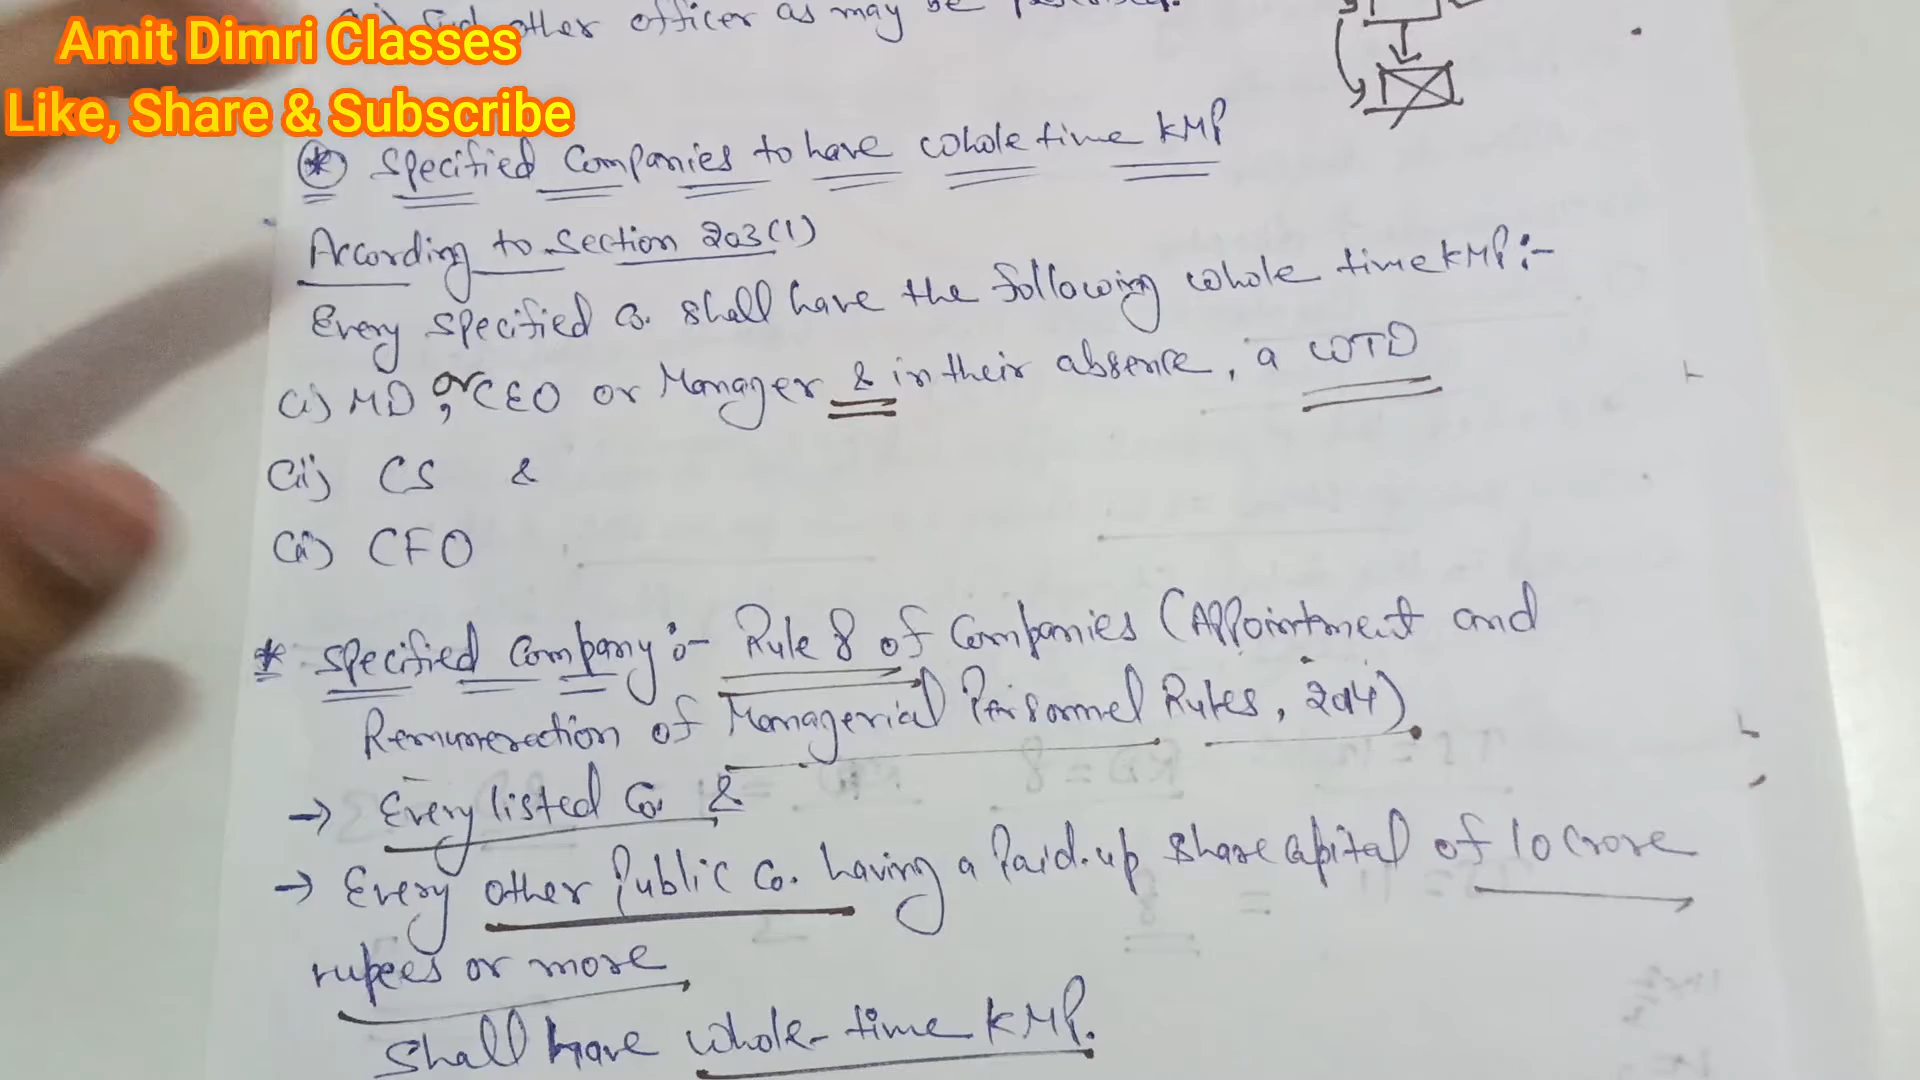 other officer as may be
Amit Dimri Classes
Like, Share & Subscribe
* Specified Companies to have whole time KMP
According to Section 203(1)
Every specified Co. shall have the following whole time KMP:-
(i) MD, or CEO or Manager & in their absence, a WTD
(ii) CS &
(iii) CFO
* Specified Company:- Rule 8 of Companies (Appointment and
Remuneration of Managerial Personnel Rules, 2014).
→ Every listed Co. &
→ Every other Public Co. having a Paid-up Share Capital of 10 Crore
rupees or more
Shall have whole-time KMP.